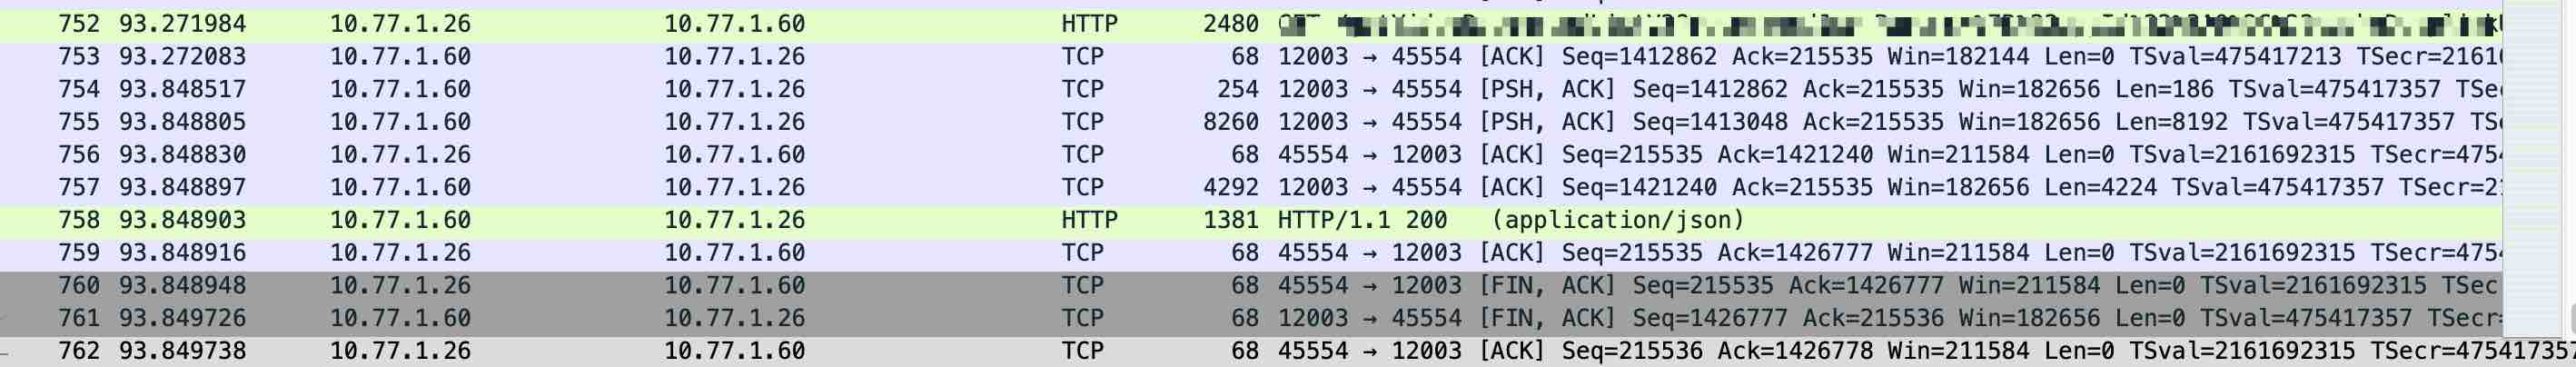 752 93.271984 10.77.1.26 10.77.1.60 HTTP 2480
753 93.272083 10.77.1.60 10.77.1.26 TCP 68 12003 → 45554 [ACK] Seq=1412862 Ack=215535 Win=182144 Len=0 TSval=475417213 TSecr=2161
754 93.848517 10.77.1.60 10.77.1.26 TCP 254 12003 → 45554 [PSH, ACK] Seq=1412862 Ack=215535 Win=182656 Len=186 TSval=475417357 TSe
755 93.848805 10.77.1.60 10.77.1.26 TCP 8260 12003 → 45554 [PSH, ACK] Seq=1413048 Ack=215535 Win=182656 Len=8192 TSval=475417357 TS
756 93.848830 10.77.1.26 10.77.1.60 TCP 68 45554 → 12003 [ACK] Seq=215535 Ack=1421240 Win=211584 Len=0 TSval=2161692315 TSecr=475
757 93.848897 10.77.1.60 10.77.1.26 TCP 4292 12003 → 45554 [ACK] Seq=1421240 Ack=215535 Win=182656 Len=4224 TSval=475417357 TSecr=2
758 93.848903 10.77.1.60 10.77.1.26 HTTP 1381 HTTP/1.1 200 (application/json)
759 93.848916 10.77.1.26 10.77.1.60 TCP 68 45554 → 12003 [ACK] Seq=215535 Ack=1426777 Win=211584 Len=0 TSval=2161692315 TSecr=475
760 93.848948 10.77.1.26 10.77.1.60 TCP 68 45554 → 12003 [FIN, ACK] Seq=215535 Ack=1426777 Win=211584 Len=0 TSval=2161692315 TSec
761 93.849726 10.77.1.60 10.77.1.26 TCP 68 12003 → 45554 [FIN, ACK] Seq=1426777 Ack=215536 Win=182656 Len=0 TSval=475417357 TSecr=
762 93.849738 10.77.1.26 10.77.1.60 TCP 68 45554 → 12003 [ACK] Seq=215536 Ack=1426778 Win=211584 Len=0 TSval=2161692315 TSecr=475417357